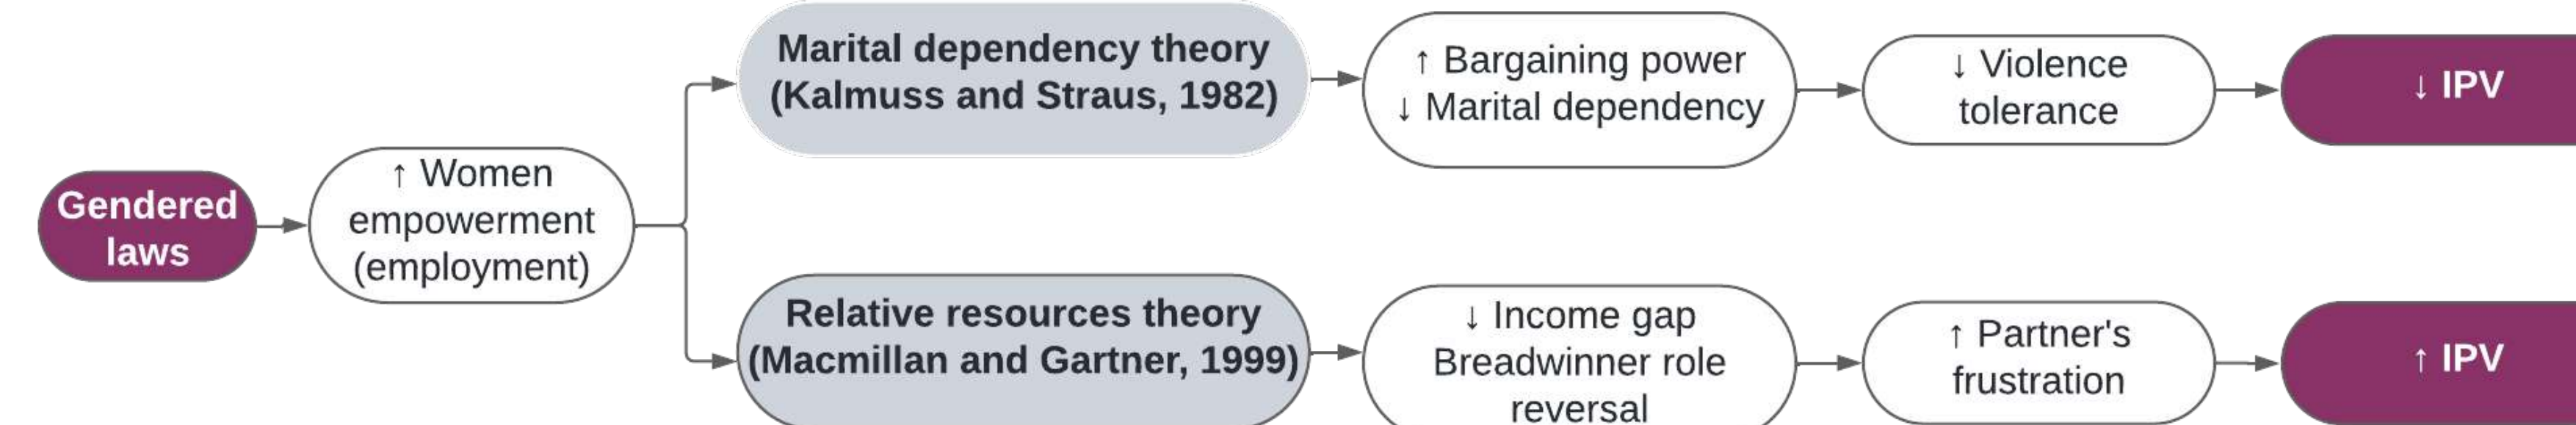 Gendered
laws
↑ Women
empowerment
(employment)
Marital dependency theory
(Kalmuss and Straus, 1982)
↑ Bargaining power
↓ Marital dependency
↓ Violence
tolerance
↓ IPV
Relative resources theory
(Macmillan and Gartner, 1999)
↓ Income gap
Breadwinner role
reversal
↑ Partner's
frustration
↑ IPV